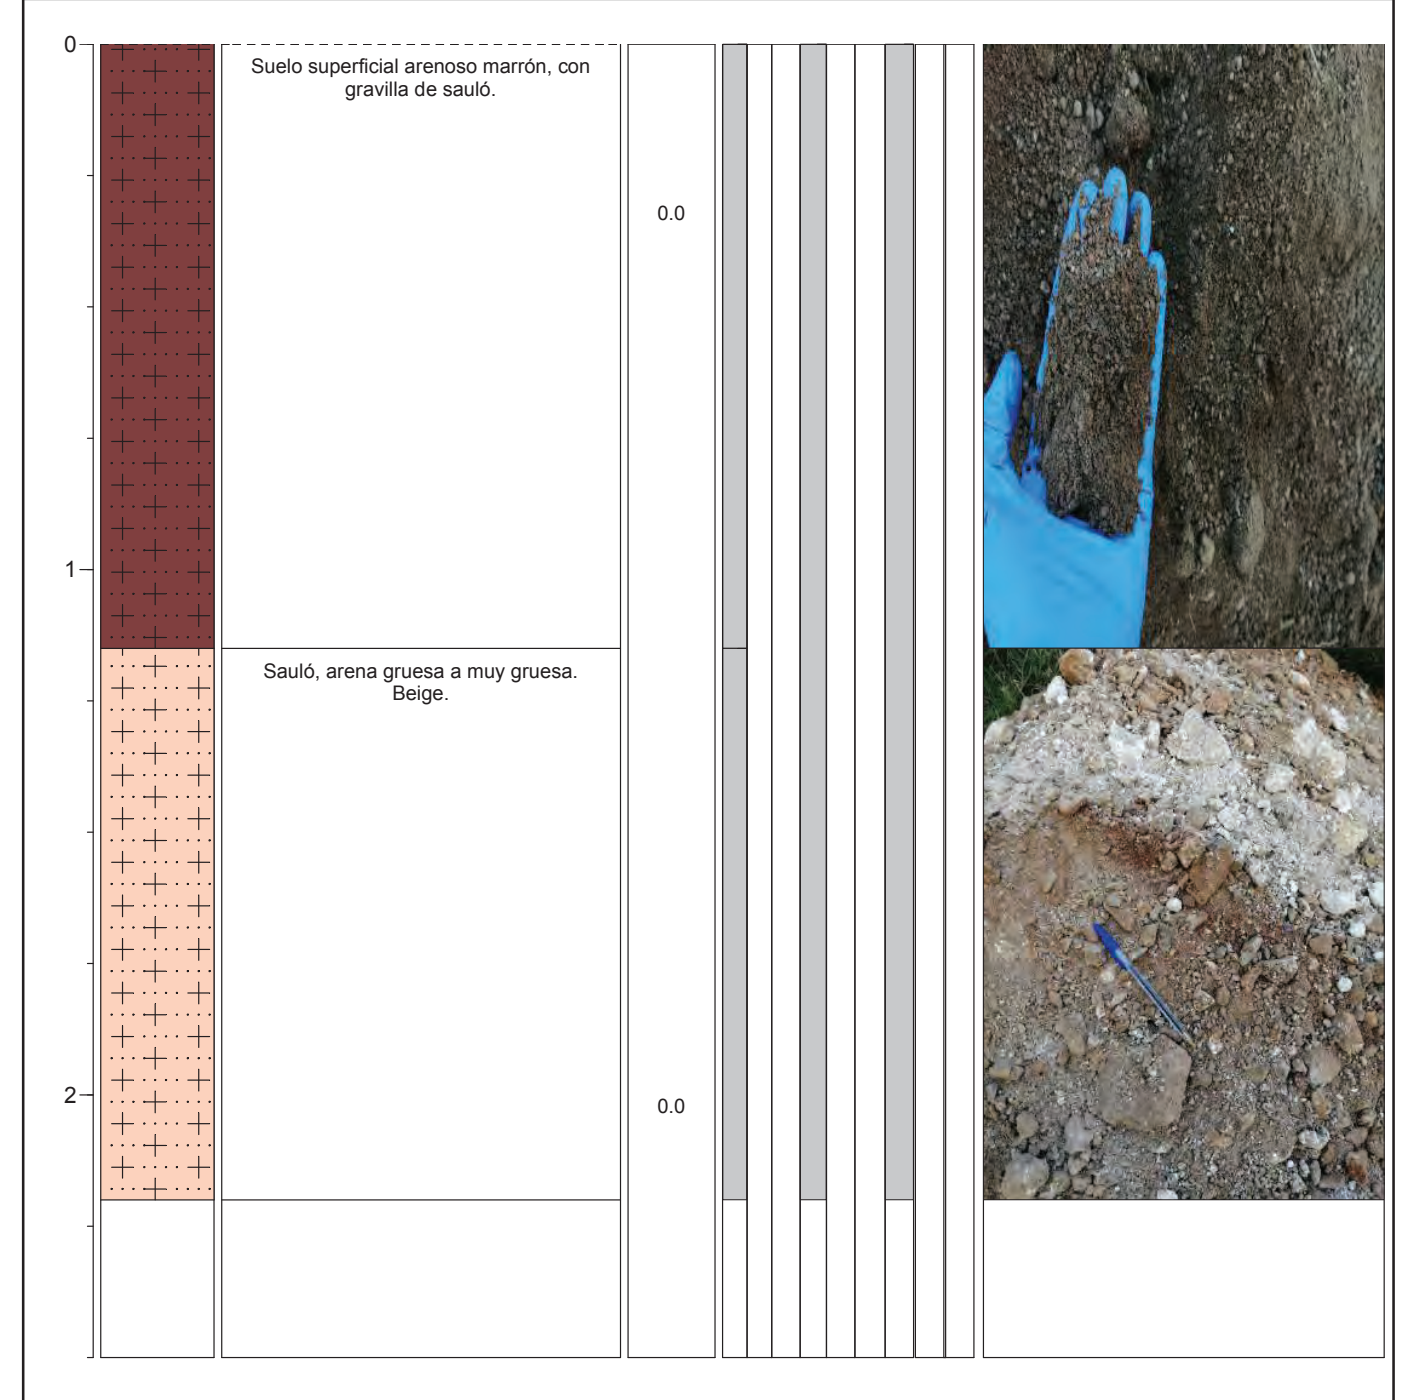 0
Suelo superficial arenoso marrón, con
gravilla de sauló.
0.0
1
Sauló, arena gruesa a muy gruesa.
Beige.
2
0.0